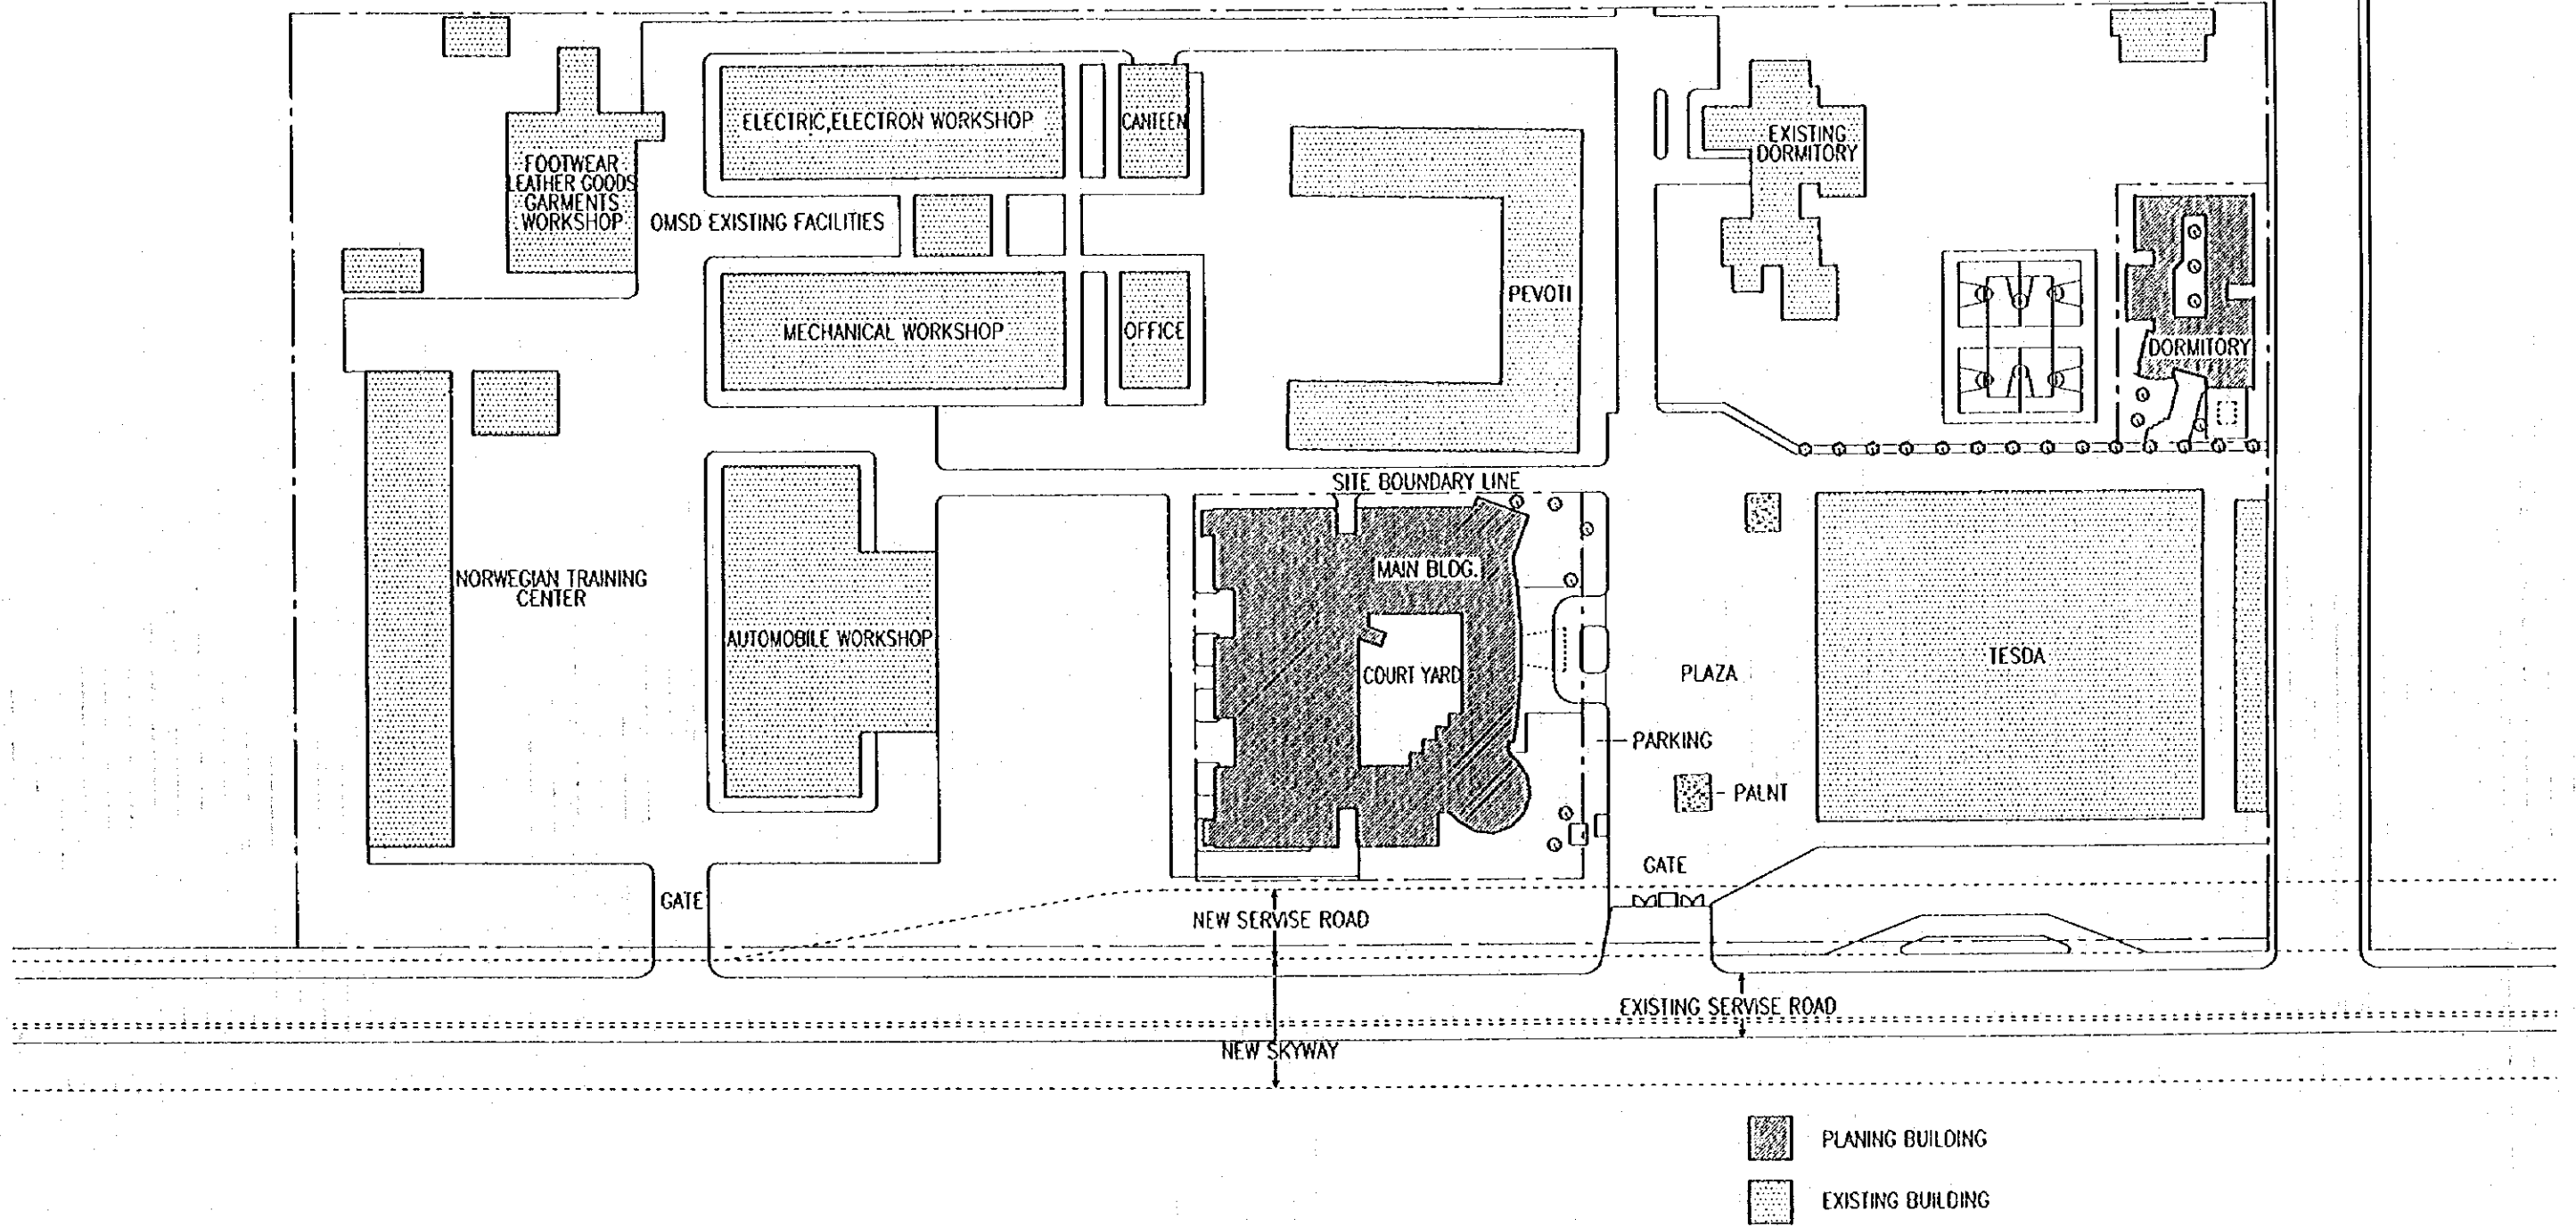 ELECTRIC,ELECTRON WORKSHOP
CANTEEN
EXISTING
DORMITORY
FOOTWEAR
LEATHER GOODS
GARMENTS
WORKSHOP
OMSD EXISTING FACILITIES
PEVOTI
MECHANICAL WORKSHOP
OFFICE
DORMITORY
SITE BOUNDARY LINE
MAIN BLDG.
NORWEGIAN TRAINING
CENTER
AUTOMOBILE WORKSHOP
COURT YARD
PLAZA
TESDA
PARKING
PALNT
GATE
GATE
NEW SERVISE ROAD
EXISTING SERVISE ROAD
NEW SKYWAY
PLANING BUILDING
EXISTING BUILDING